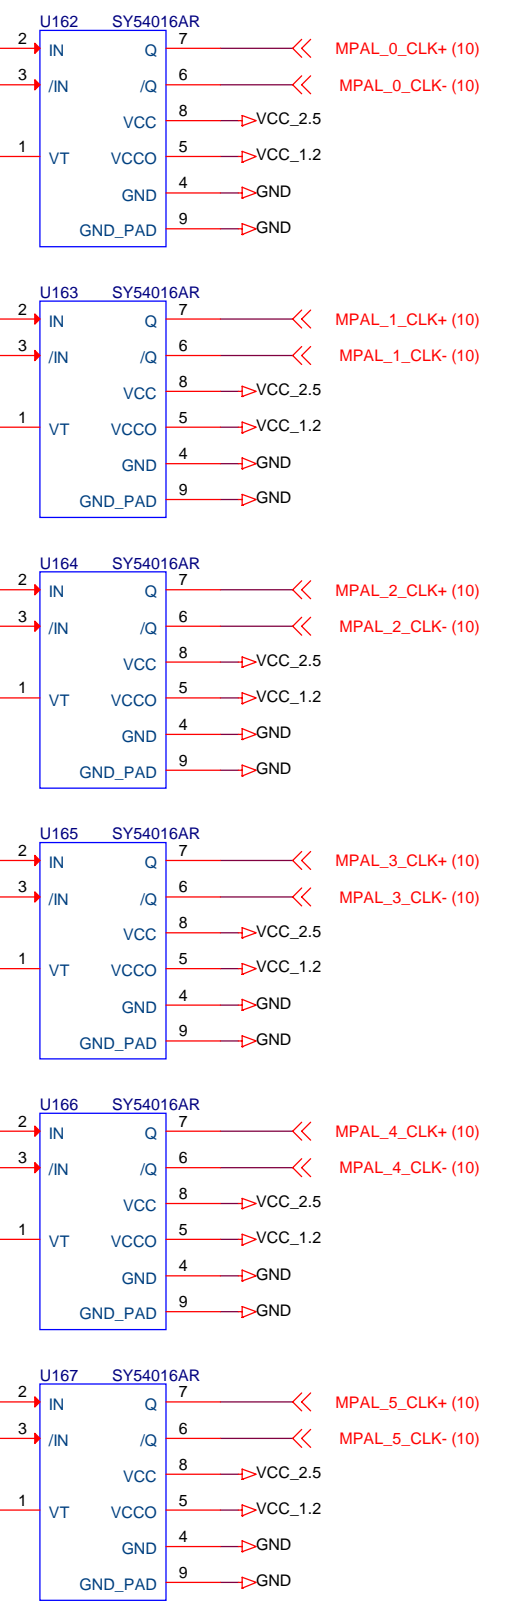 U162 SY54016AR
2 IN Q 7 MPAL_0_CLK+ (10)
3 /IN /Q 6 MPAL_0_CLK- (10)
VCC 8 VCC_2.5
1 VT VCCO 5 VCC_1.2
GND 4 GND
GND_PAD 9 GND
U163 SY54016AR
2 IN Q 7 MPAL_1_CLK+ (10)
3 /IN /Q 6 MPAL_1_CLK- (10)
VCC 8 VCC_2.5
1 VT VCCO 5 VCC_1.2
GND 4 GND
GND_PAD 9 GND
U164 SY54016AR
2 IN Q 7 MPAL_2_CLK+ (10)
3 /IN /Q 6 MPAL_2_CLK- (10)
VCC 8 VCC_2.5
1 VT VCCO 5 VCC_1.2
GND 4 GND
GND_PAD 9 GND
U165 SY54016AR
2 IN Q 7 MPAL_3_CLK+ (10)
3 /IN /Q 6 MPAL_3_CLK- (10)
VCC 8 VCC_2.5
1 VT VCCO 5 VCC_1.2
GND 4 GND
GND_PAD 9 GND
U166 SY54016AR
2 IN Q 7 MPAL_4_CLK+ (10)
3 /IN /Q 6 MPAL_4_CLK- (10)
VCC 8 VCC_2.5
1 VT VCCO 5 VCC_1.2
GND 4 GND
GND_PAD 9 GND
U167 SY54016AR
2 IN Q 7 MPAL_5_CLK+ (10)
3 /IN /Q 6 MPAL_5_CLK- (10)
VCC 8 VCC_2.5
1 VT VCCO 5 VCC_1.2
GND 4 GND
GND_PAD 9 GND